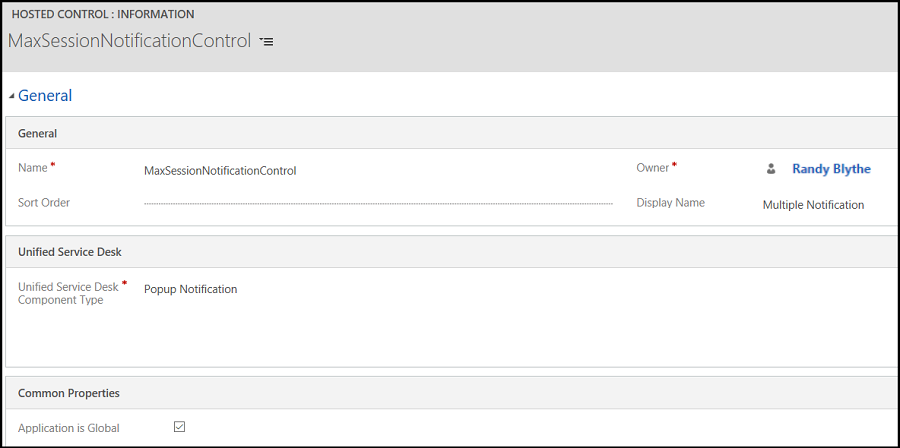 HOSTED CONTROL : INFORMATION
MaxSessionNotificationControl
General
General
Name * MaxSessionNotificationControl Owner * Randy Blythe
Sort Order Display Name Multiple Notification
Unified Service Desk
Unified Service Desk * Popup Notification
Component Type
Common Properties
Application is Global